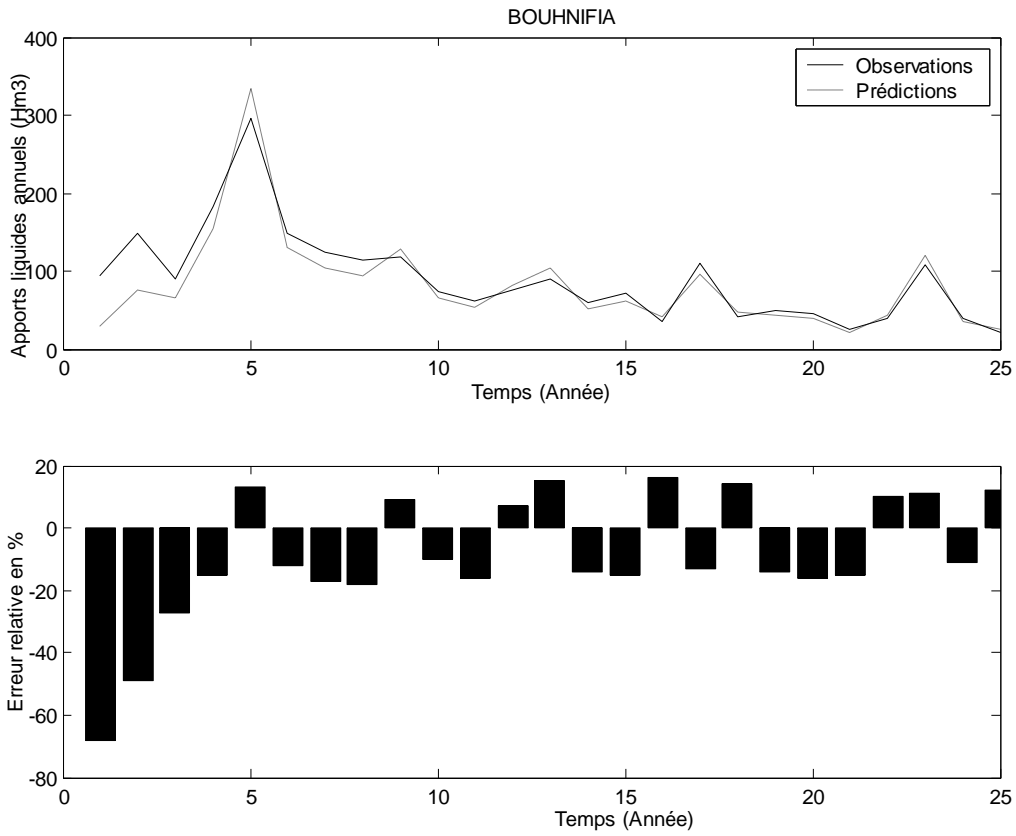 BOUHNIFIA
400
300
200
100
0
Apports liquides annuels (Hm3)
Observations
Prédictions
0 5 10 15 20 25
Temps (Année)
20
0
-20
-40
-60
-80
Erreur relative en %
0 5 10 15 20 25
Temps (Année)